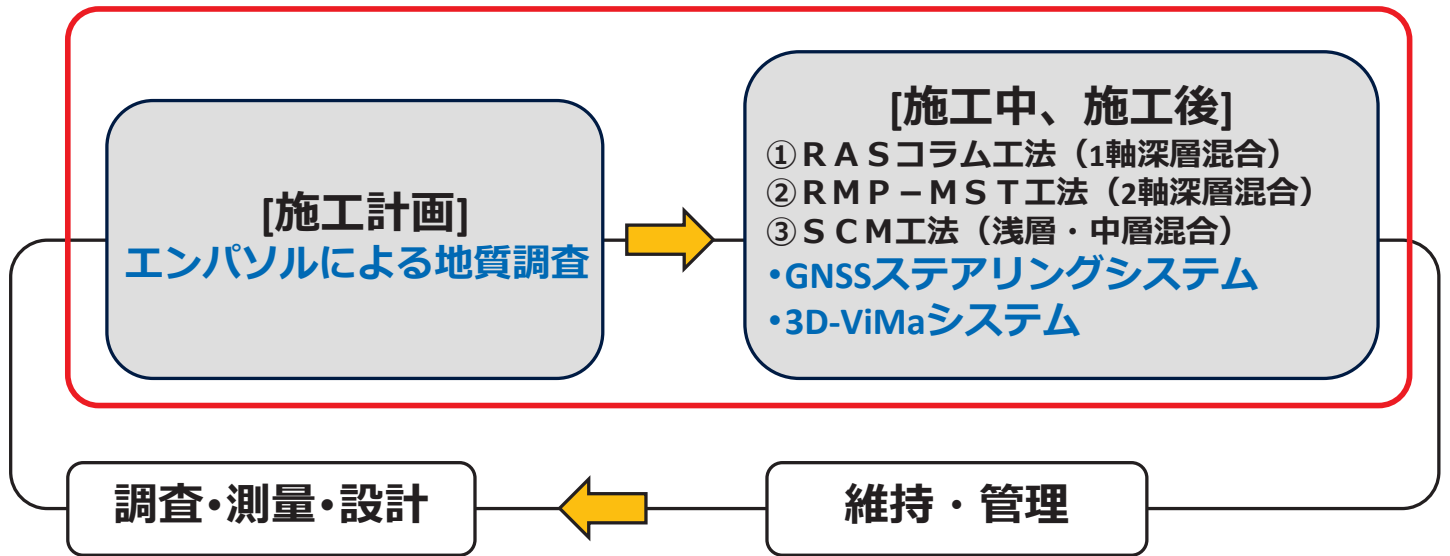 [施工計画]
エンパソルによる地質調査
[施工中、施工後]
①ＲＡＳコラム工法（1軸深層混合）
②ＲＭＰ－ＭＳＴ工法（2軸深層混合）
③ＳＣＭ工法（浅層・中層混合）
・GNSSステアリングシステム
・3D-ViMaシステム
調査・測量・設計
維持・管理